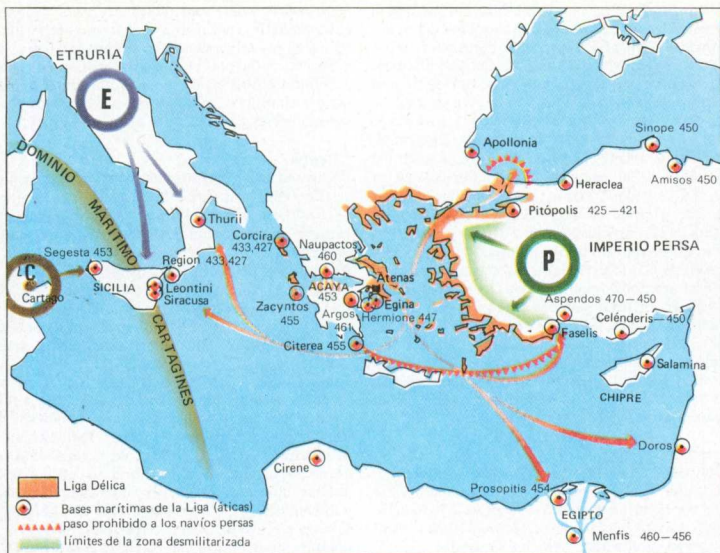 ETRURIA
E
DOMINIO
MARITIMO
CARTAGINES
C
Cartago
Segesta 453
SICILIA
Thurii
Region 433,427
Leontini
Siracusa
Corcira
433,427
Naupactos
460
ACAYA
453
Zacyntos
455
Argos
461
Atenas
Egina
Hermione 447
Citerea 455
Apollonia
Heraclea
Sinope 450
Amisos 450
Pitópolis 425—421
P
IMPERIO PERSA
Aspendos 470—450
Faselis
Celénderis—450
Salamina
CHIPRE
Doros
Cirene
Prosopitis 454
EGIPTO
Menfis 460—456
Liga Délica
Bases marítimas de la Liga (áticas)
paso prohibido a los navíos persas
límites de la zona desmilitarizada